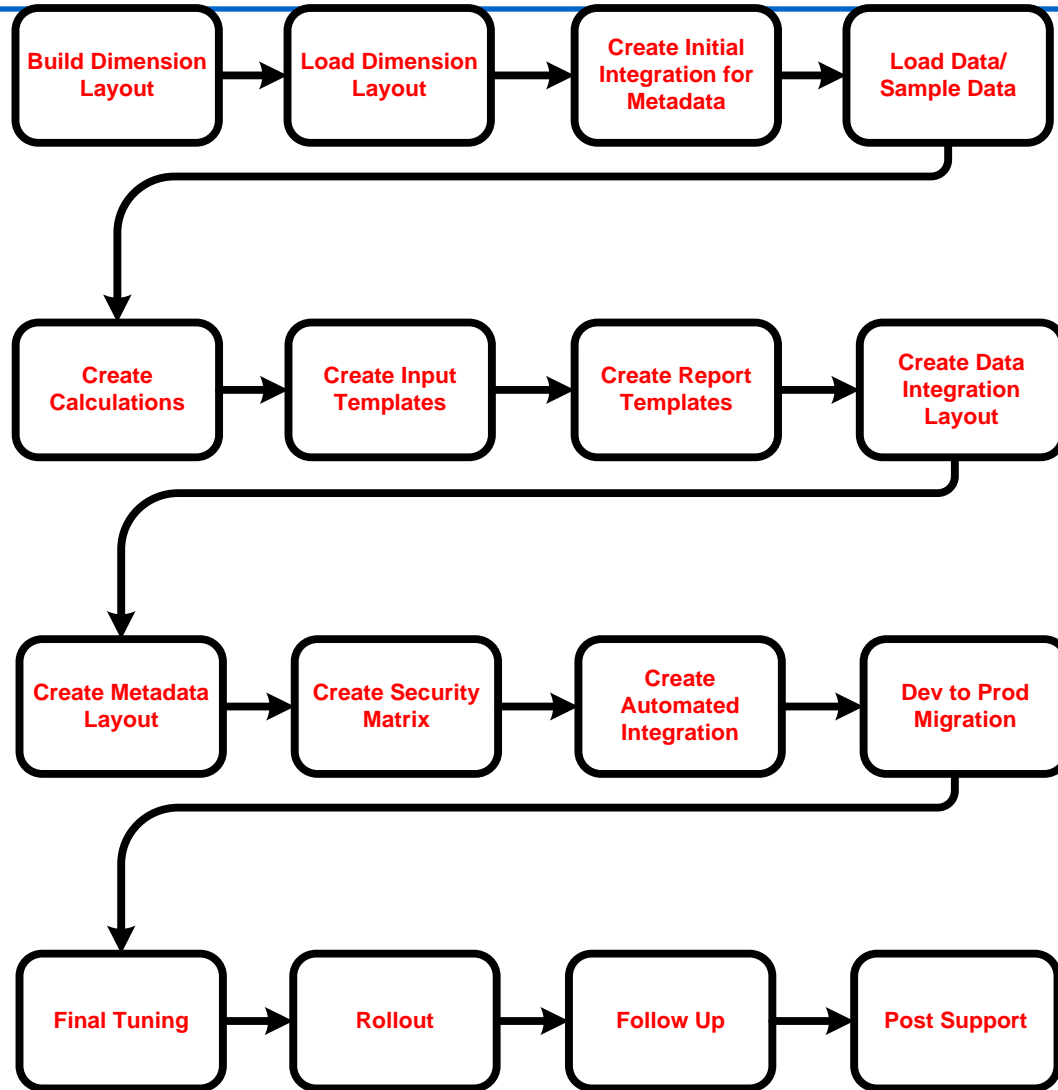 Build Dimension
Layout
Load Dimension
Layout
Create Initial
Integration for
Metadata
Load Data/
Sample Data
Create
Calculations
Create Input
Templates
Create Report
Templates
Create Data
Integration
Layout
Create Metadata
Layout
Create Security
Matrix
Create
Automated
Integration
Dev to Prod
Migration
Final Tuning
Rollout
Follow Up
Post Support